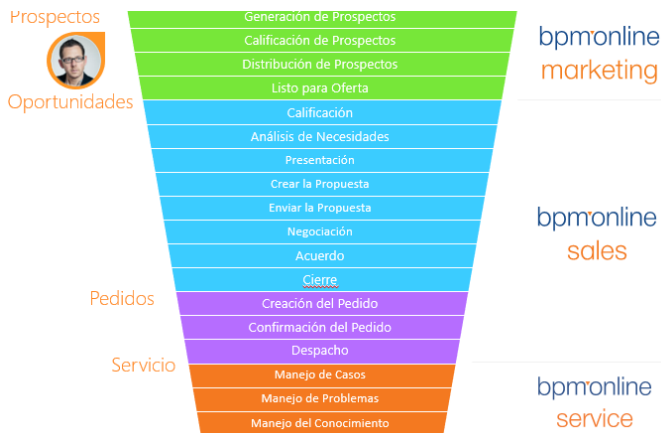 Prospectos
Generación de Prospectos
Calificación de Prospectos
Distribución de Prospectos
Listo para Oferta
bpm'online
marketing
Oportunidades
Calificación
Análisis de Necesidades
Presentación
Crear la Propuesta
Enviar la Propuesta
Negociación
Acuerdo
Cierre
bpm'online
sales
Pedidos
Creación del Pedido
Confirmación del Pedido
Despacho
Servicio
Manejo de Casos
Manejo de Problemas
Manejo del Conocimiento
bpm'online
service